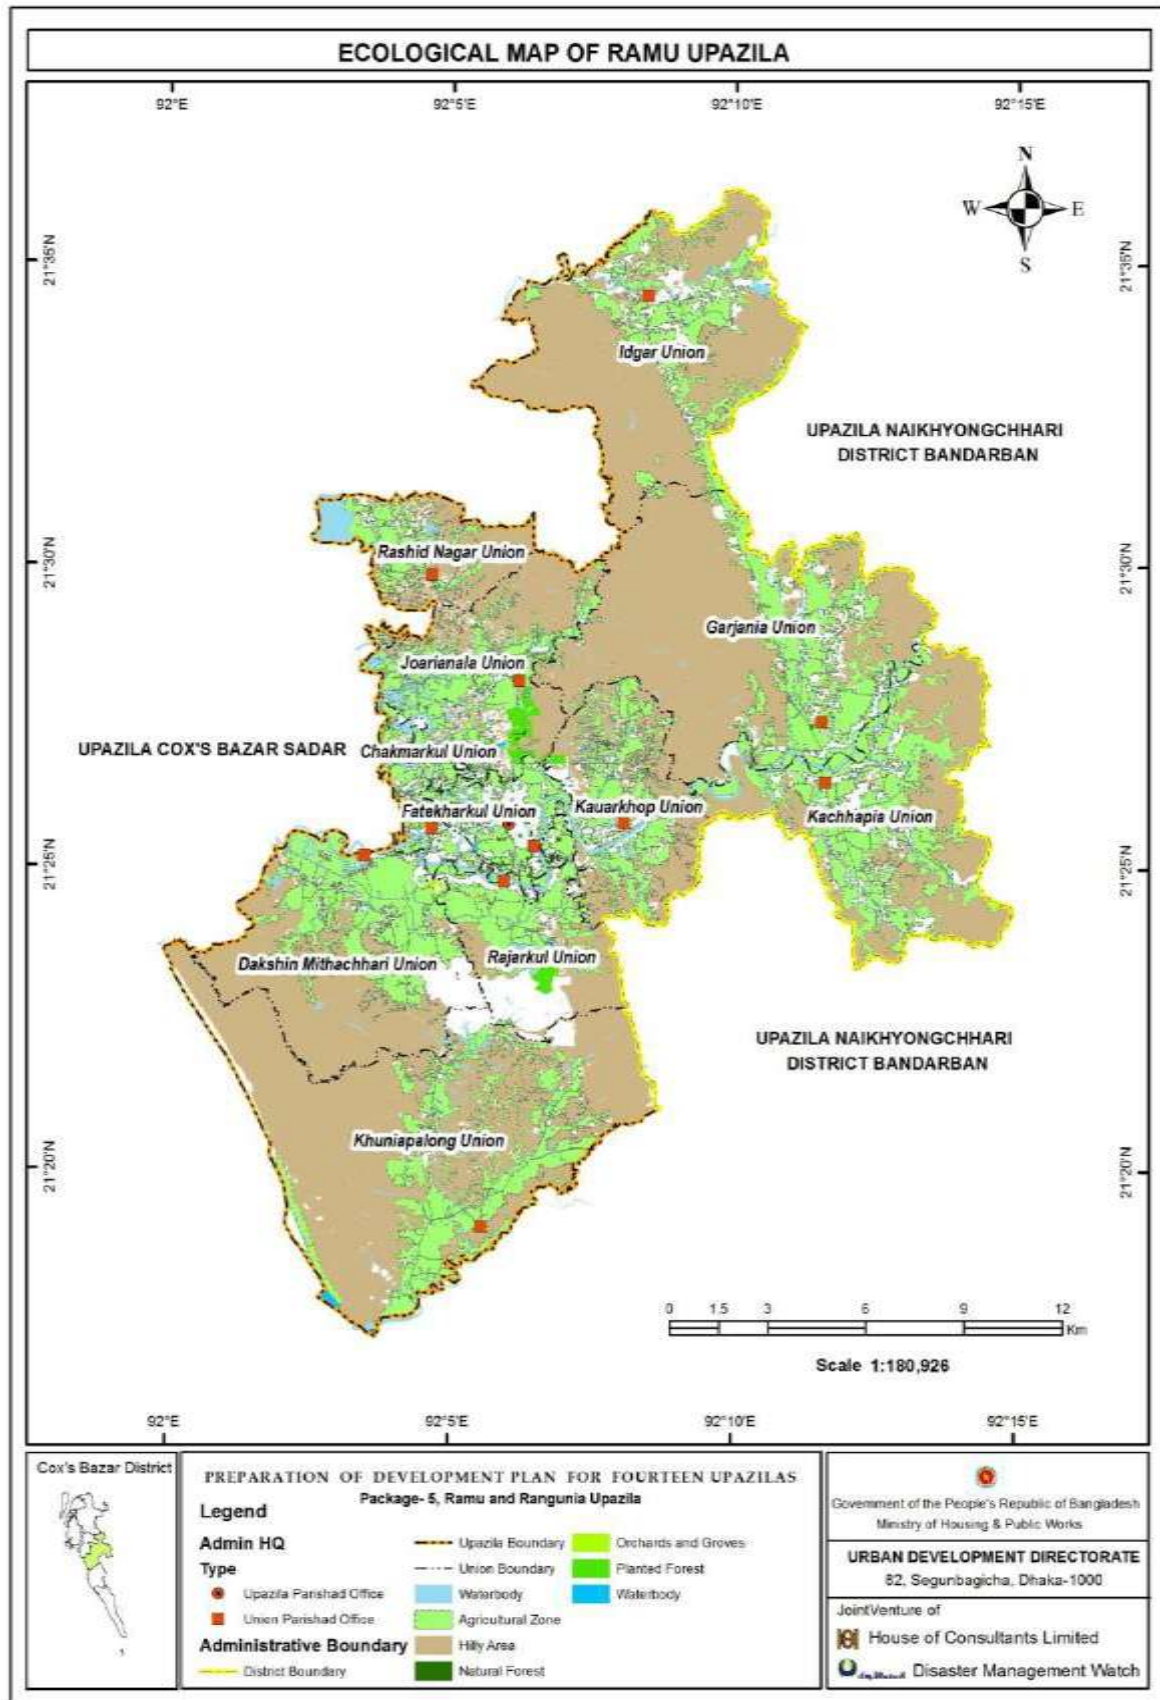 ECOLOGICAL MAP OF RAMU UPAZILA
92°E
92°5'E
92°10'E
92°15'E
N
W
E
S
21°35'N
21°35'N
Idgar Union
UPAZILA NAIKHYONGCHHARI
DISTRICT BANDARBAN
Rashid Nagar Union
21°30'N
21°30'N
Garjania Union
Joarianala Union
UPAZILA COX'S BAZAR SADAR
Chakmarkul Union
Fatekharkul Union
Kauarkhop Union
Kachhapia Union
21°25'N
21°25'N
Dakshin Mithachhari Union
Rajarkul Union
UPAZILA NAIKHYONGCHHARI
DISTRICT BANDARBAN
Khuniapalong Union
21°20'N
21°20'N
0 1.5 3 6 9 12
Km
Scale 1:180,926
92°E
92°5'E
92°10'E
92°15'E
Cox's Bazar District
PREPARATION OF DEVELOPMENT PLAN FOR FOURTEEN UPAZILAS
Package- 5, Ramu and Rangunia Upazila
Legend
Admin HQ
Type
Upazila Parishad Office
Union Parishad Office
Administrative Boundary
District Boundary
Upazila Boundary
Union Boundary
Waterbody
Agricultural Zone
Hilly Area
Natural Forest
Orchards and Groves
Planted Forest
Waterbody
Government of the People's Republic of Bangladesh
Ministry of Housing & Public Works
URBAN DEVELOPMENT DIRECTORATE
82, Segunbagicha, Dhaka-1000
JointVenture of
House of Consultants Limited
Disaster Management Watch